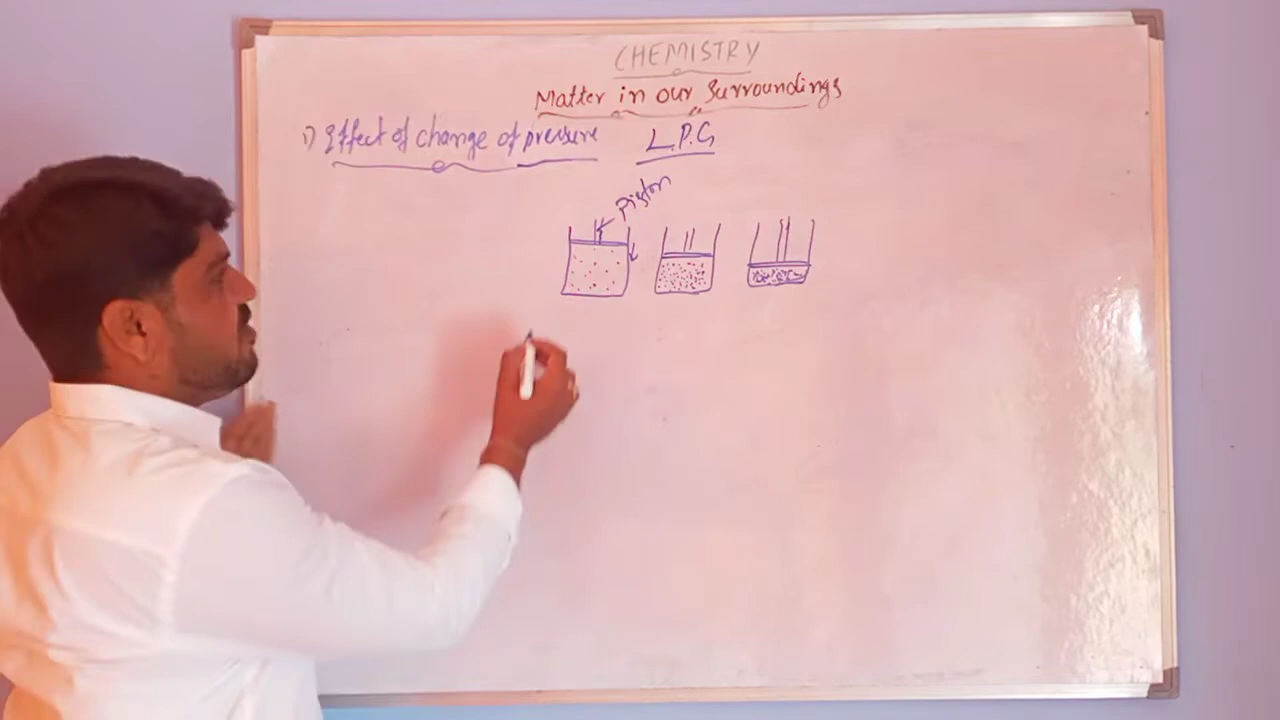 CHEMISTRY
Matter in our Surroundings
1) Effect of change of pressure L.P.G
Piston